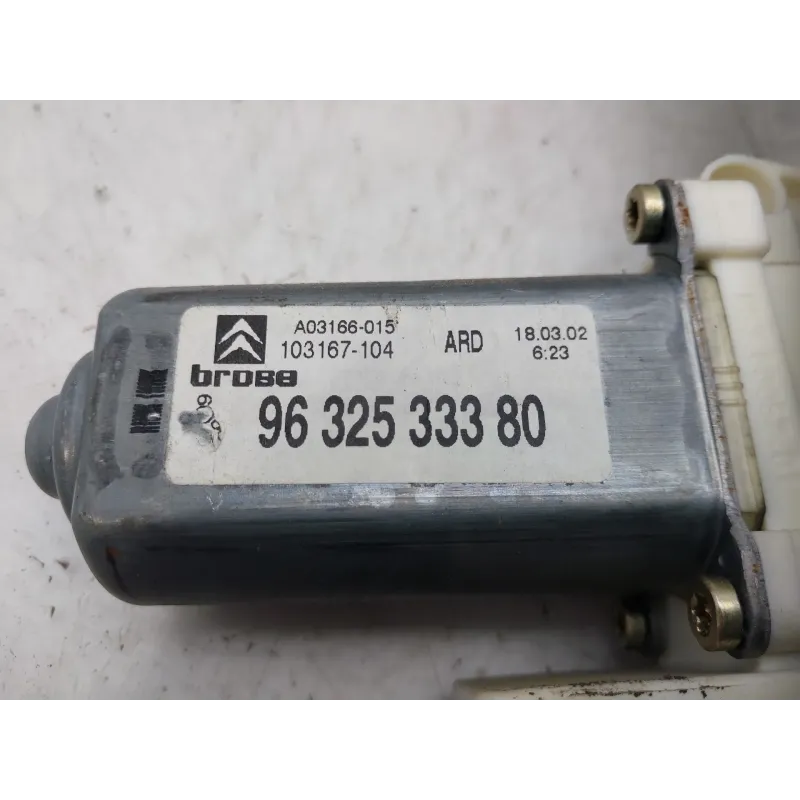 A03166-015
103167-104 ARD 18.03.02
6:23
brose
96 325 333 80